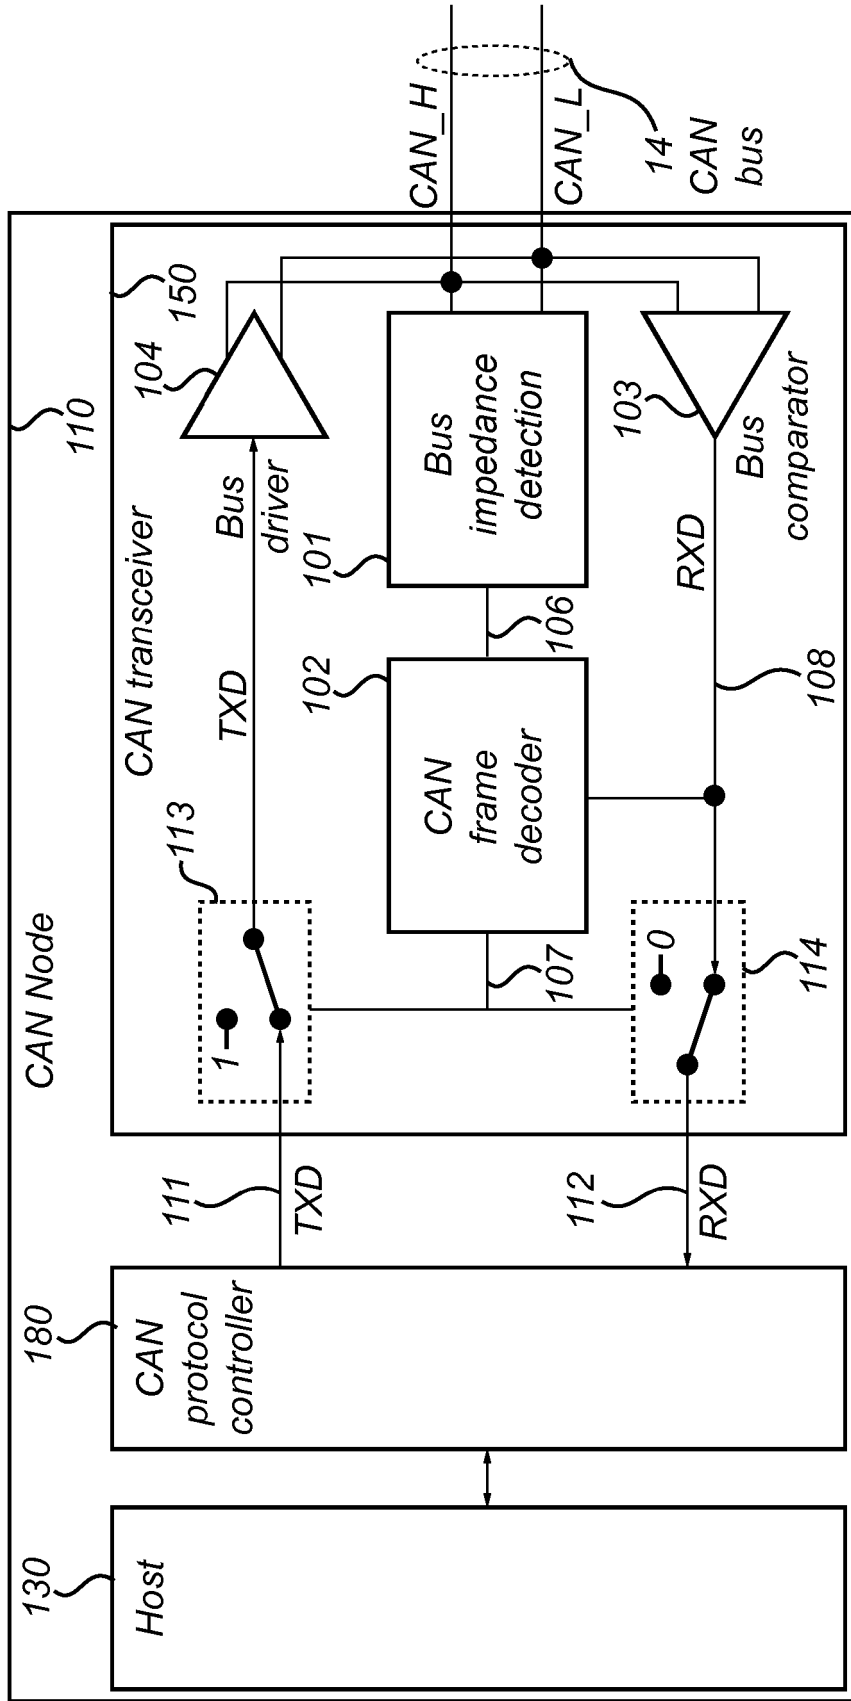 110
CAN Node
130
Host
180
CAN
protocol
controller
111
TXD
112
RXD
150
CAN transceiver
113
1
TXD
Bus
driver
104
102
CAN
frame
decoder
107
106
101
Bus
impedance
detection
114
0
108
RXD
103
Bus
comparator
CAN_H
CAN_L
14
CAN
bus